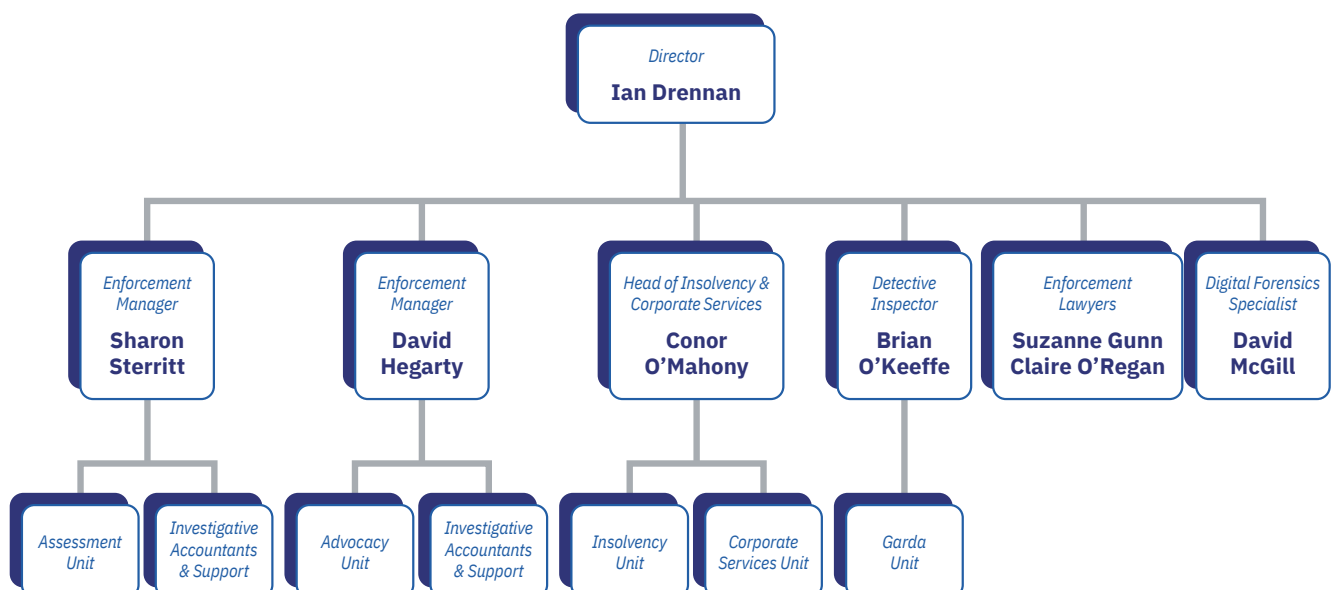 Director
Ian Drennan
Enforcement
Manager
Sharon
Sterritt
Enforcement
Manager
David
Hegarty
Head of Insolvency &
Corporate Services
Conor
O’Mahony
Detective
Inspector
Brian
O’Keeffe
Enforcement
Lawyers
Suzanne Gunn
Claire O’Regan
Digital Forensics
Specialist
David
McGill
Assessment
Unit
Investigative
Accountants
& Support
Advocacy
Unit
Investigative
Accountants
& Support
Insolvency
Unit
Corporate
Services Unit
Garda
Unit